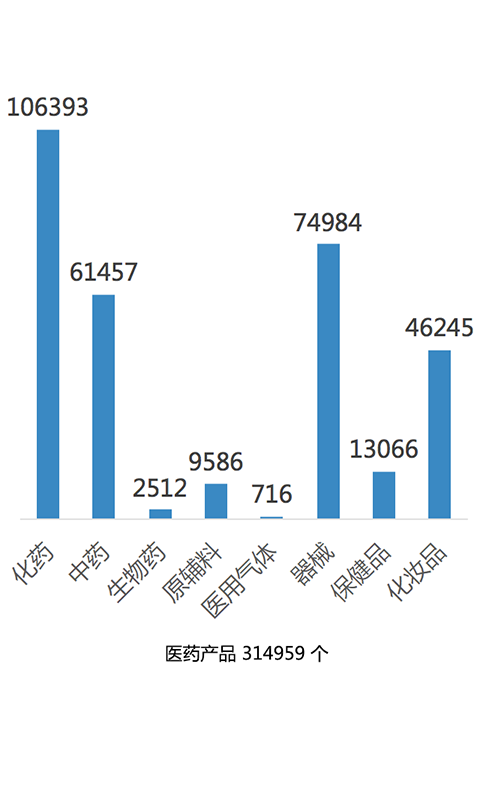 106393
74984
61457
46245
13066
9586
2512
716
化药
中药
生物药
原辅料
医用气体
器械
保健品
化妆品
医药产品 314959 个